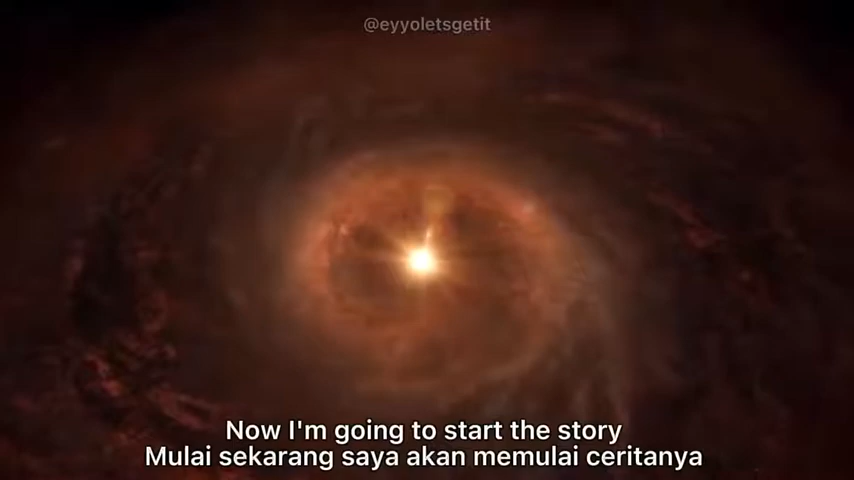 @eyyoletsgetit
Now I'm going to start the story
Mulai sekarang saya akan memulai ceritanya